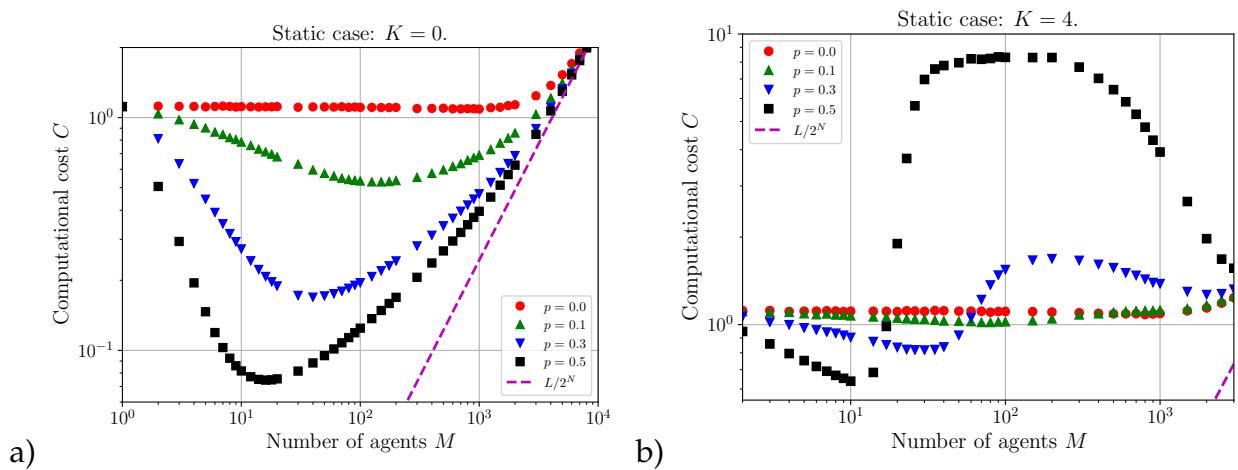 Static case: K = 0.
Computational cost C
10^0
10^{-1}
p = 0.0
p = 0.1
p = 0.3
p = 0.5
L/2^N
10^0 10^1 10^2 10^3 10^4
Number of agents M
a)
Static case: K = 4.
Computational cost C
10^1
10^0
p = 0.0
p = 0.1
p = 0.3
p = 0.5
L/2^N
10^1 10^2 10^3
Number of agents M
b)